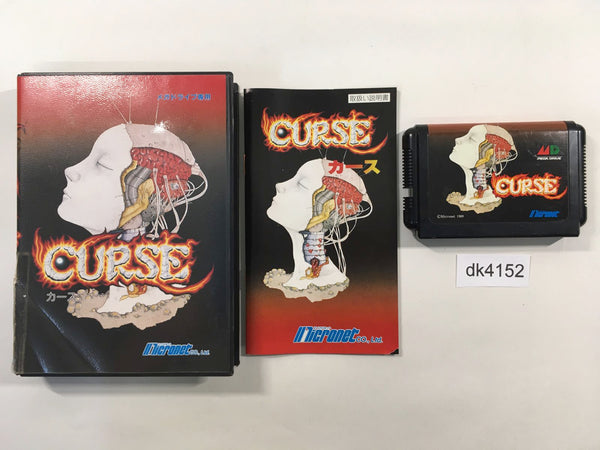 メガドライブ専用
CURSE
カース
Micronet CO., Ltd.
取扱い説明書
CURSE
カース
Micronet CO., Ltd.
MD
MEGA DRIVE
CURSE
©Micronet 1989
Micronet
dk4152